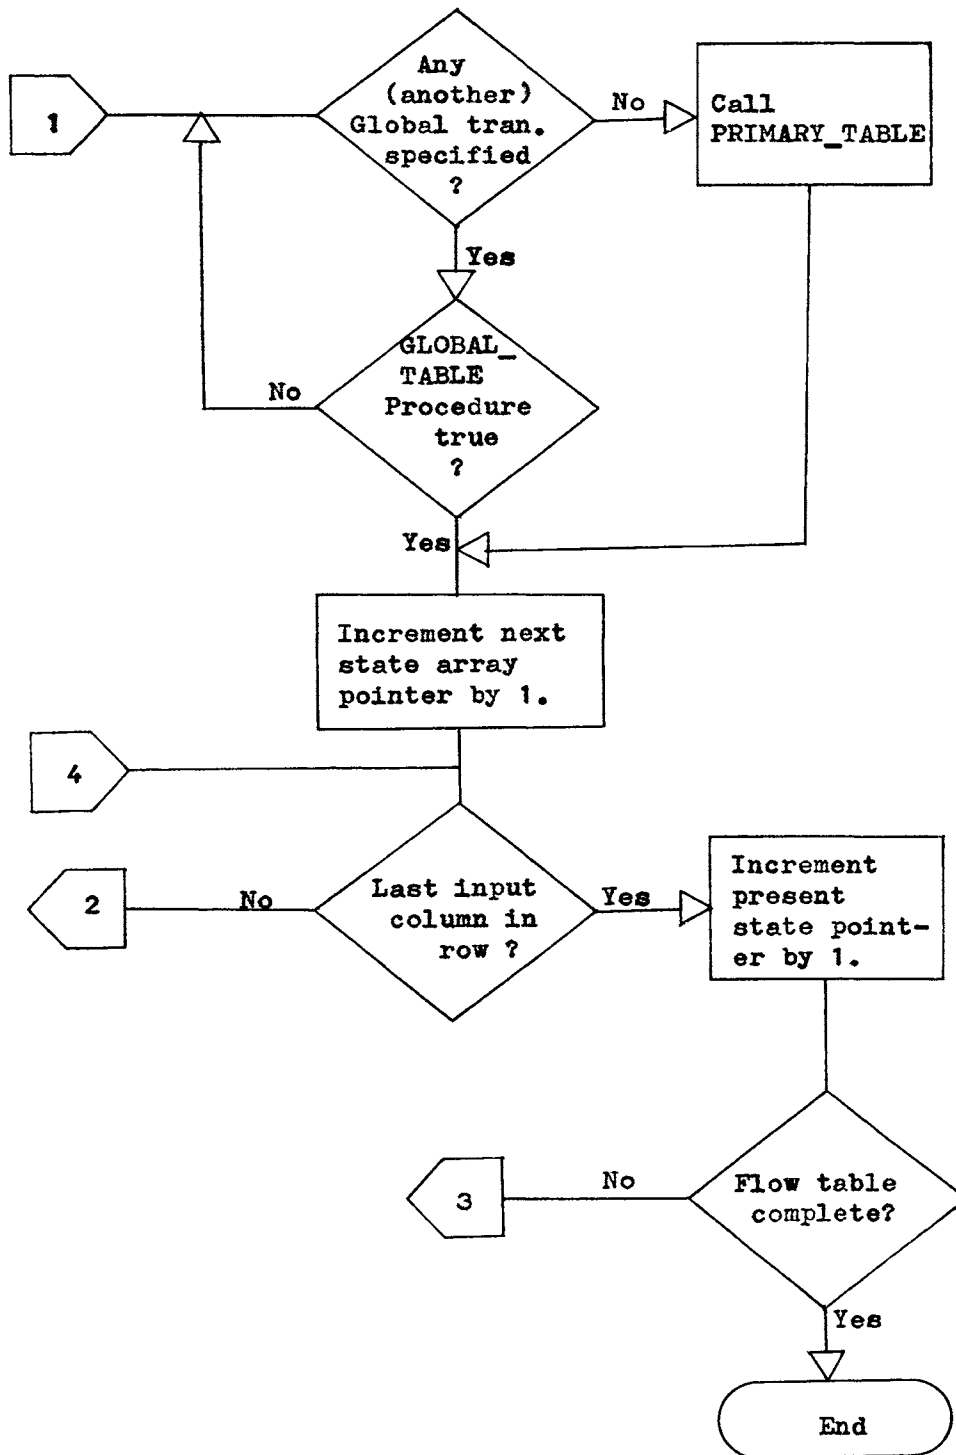 1
Any
(another)
Global tran.
specified
?
No
Call
PRIMARY_TABLE
Yes
GLOBAL_
TABLE
Procedure
true
?
No
Yes
Increment next
state array
pointer by 1.
4
2
No
Last input
column in
row ?
Yes
Increment
present
state point-
er by 1.
3
No
Flow table
complete?
Yes
End